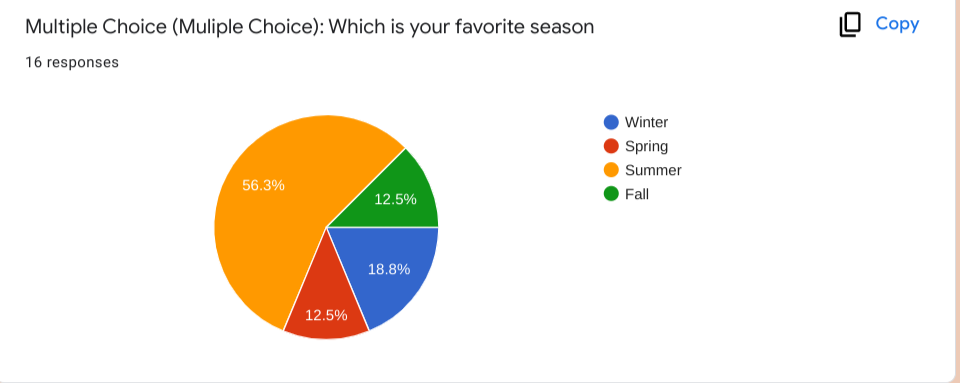 Multiple Choice (Muliple Choice): Which is your favorite season
Copy
16 responses
Winter
Spring
Summer
Fall
56.3%
12.5%
18.8%
12.5%